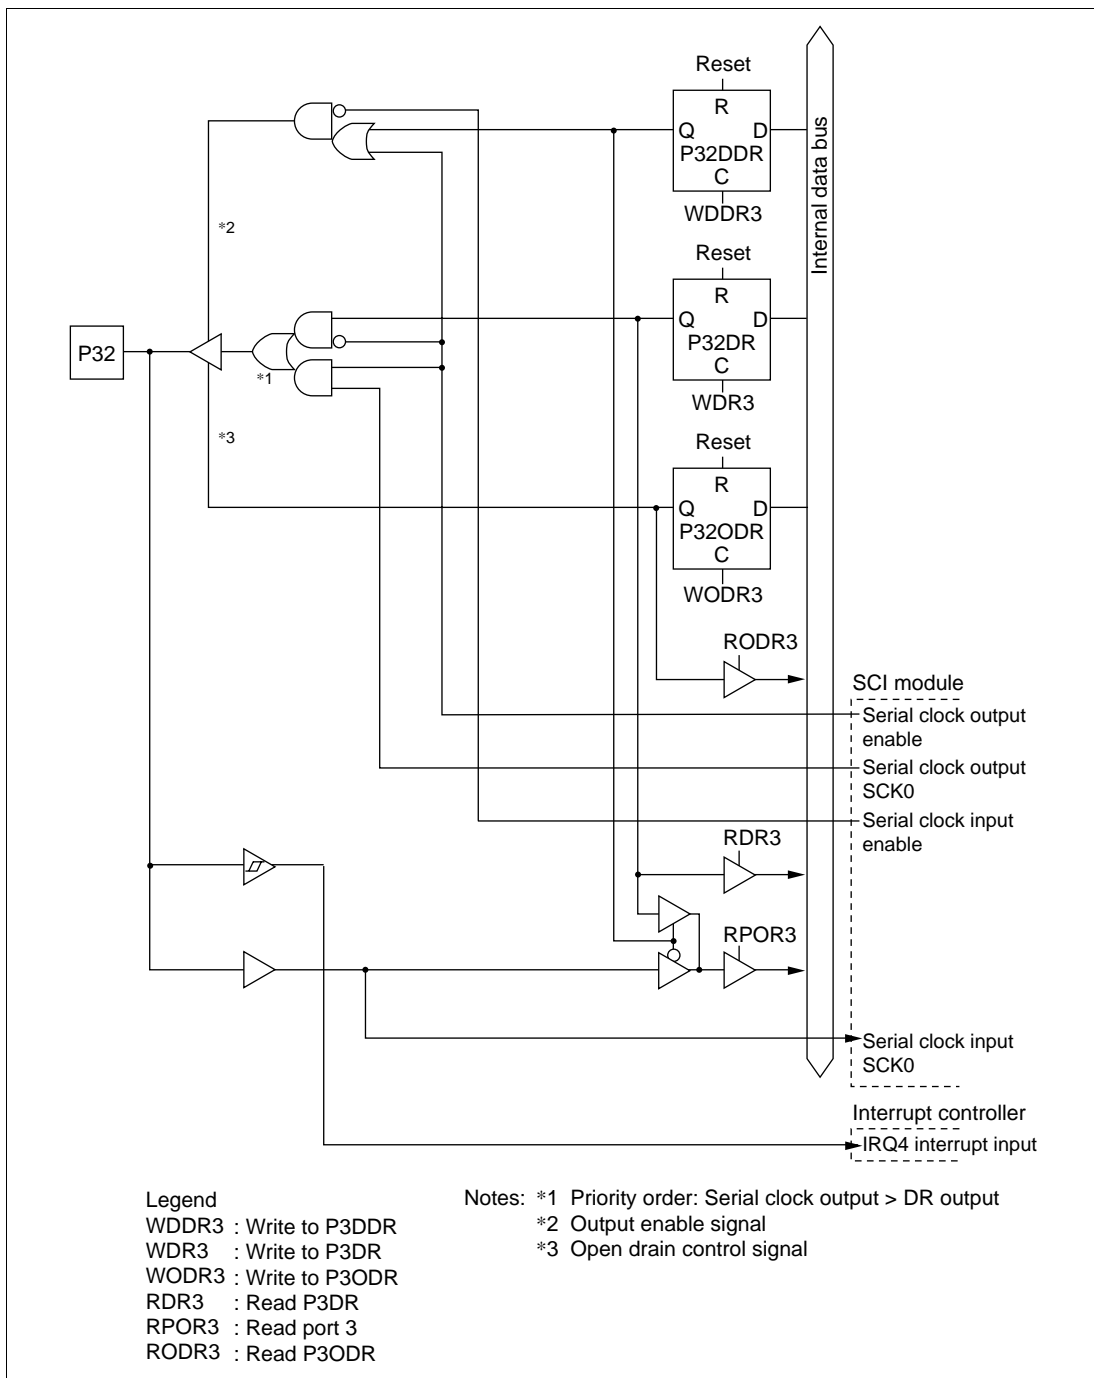 Reset
R
Q D
P32DDR
C
WDDR3
Internal data bus
*2
Reset
R
Q D
P32DR
C
WDR3
P32
*1
*3
Reset
R
Q D
P32ODR
C
WODR3
RODR3
SCI module
Serial clock output
enable
Serial clock output
SCK0
Serial clock input
enable
RDR3
RPOR3
Serial clock input
SCK0
Interrupt controller
IRQ4 interrupt input
Legend
WDDR3 : Write to P3DDR
WDR3 : Write to P3DR
WODR3 : Write to P3ODR
RDR3 : Read P3DR
RPOR3 : Read port 3
RODR3 : Read P3ODR
Notes: *1 Priority order: Serial clock output > DR output
*2 Output enable signal
*3 Open drain control signal